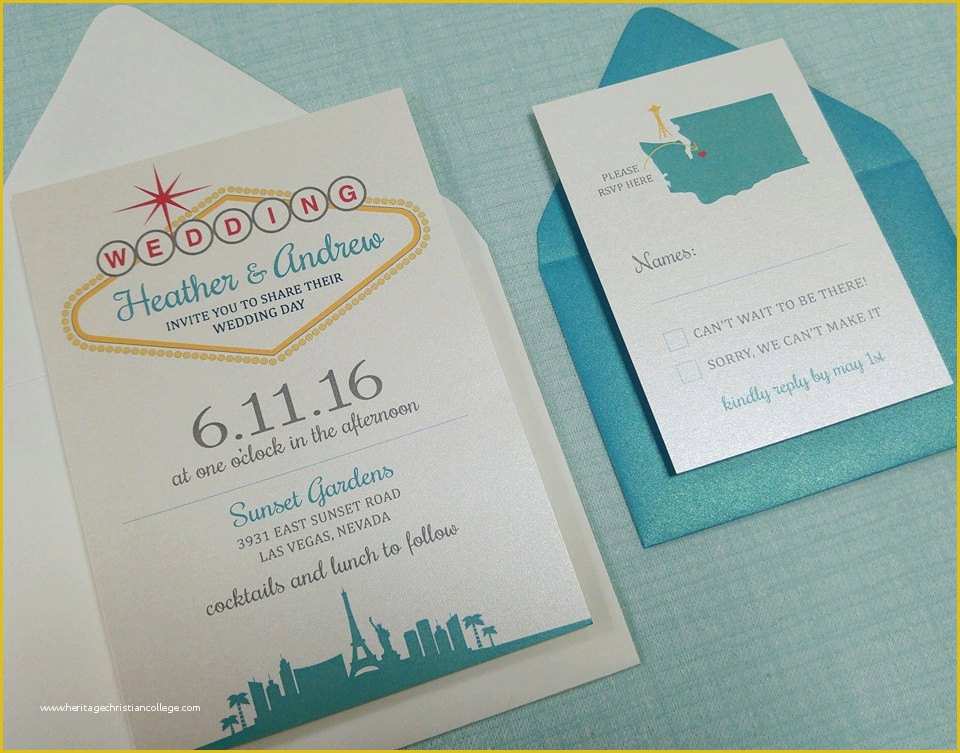 WEDDING
Heather & Andrew
INVITE YOU TO SHARE THEIR
WEDDING DAY
6.11.16
at one o'clock in the afternoon
Sunset Gardens
3931 EAST SUNSET ROAD
LAS VEGAS, NEVADA
cocktails and lunch to follow
PLEASE
RSVP HERE
Names:
CAN'T WAIT TO BE THERE!
SORRY, WE CAN'T MAKE IT
kindly reply by may 1st
www.heritagechristiancollege.com